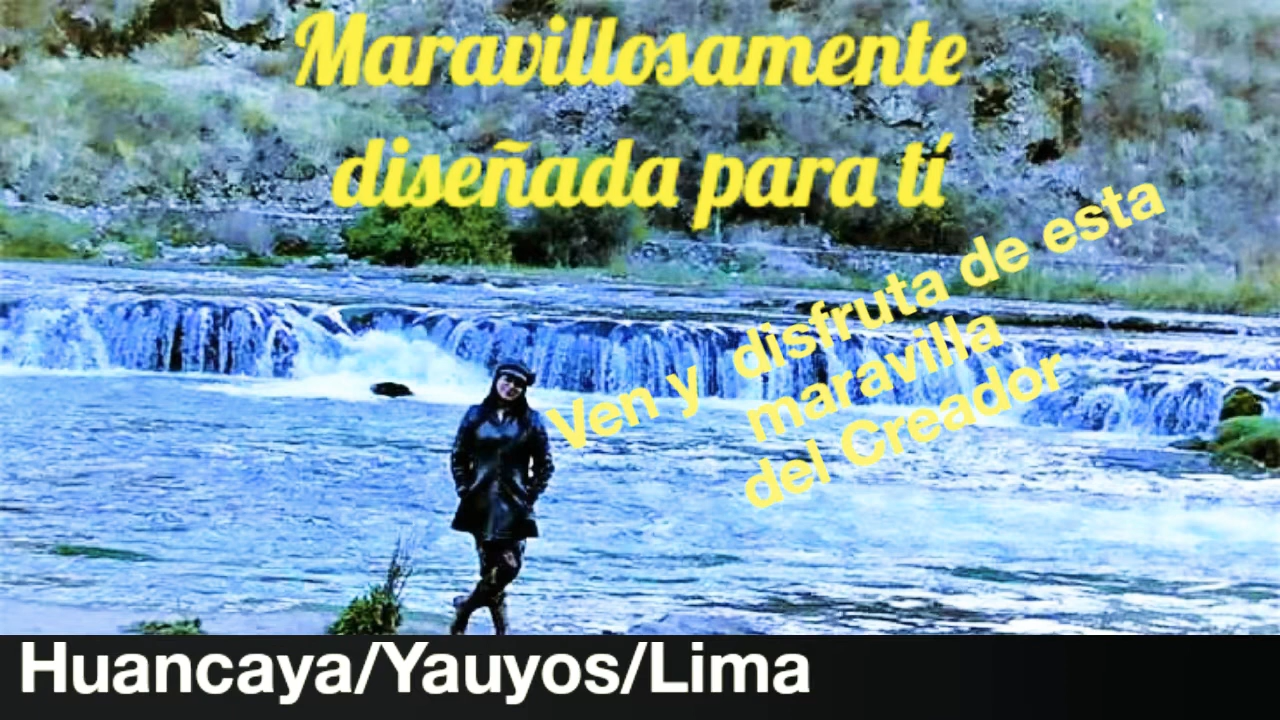 Maravillosamente
diseñada para tí
Ven y disfruta de esta
maravilla
del Creador
Huancaya/Yauyos/Lima